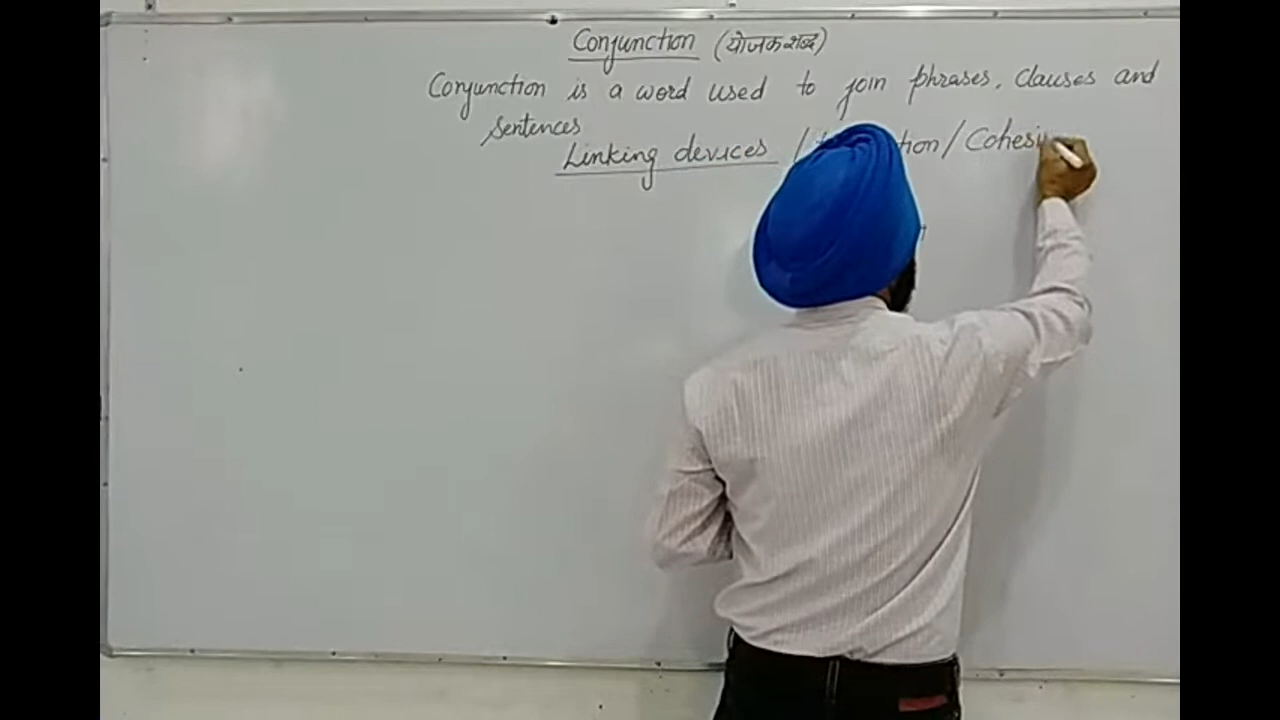 Conjunction (योजक शब्द)
Conjunction is a word used to join phrases, clauses and
sentences
Linking devices / / Cohesi